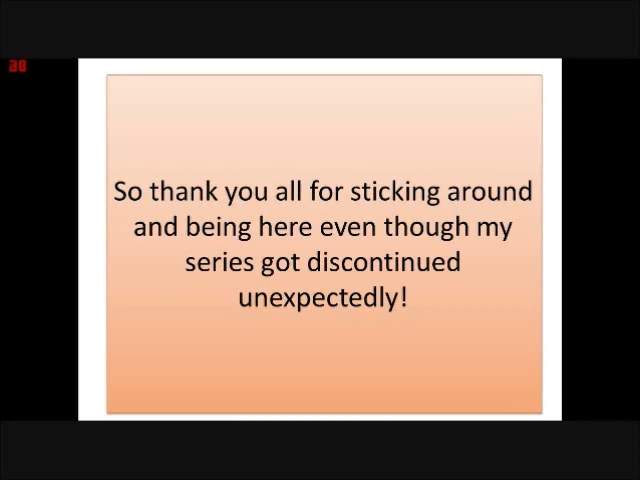 So thank you all for sticking around
and being here even though my
series got discontinued
unexpectedly!